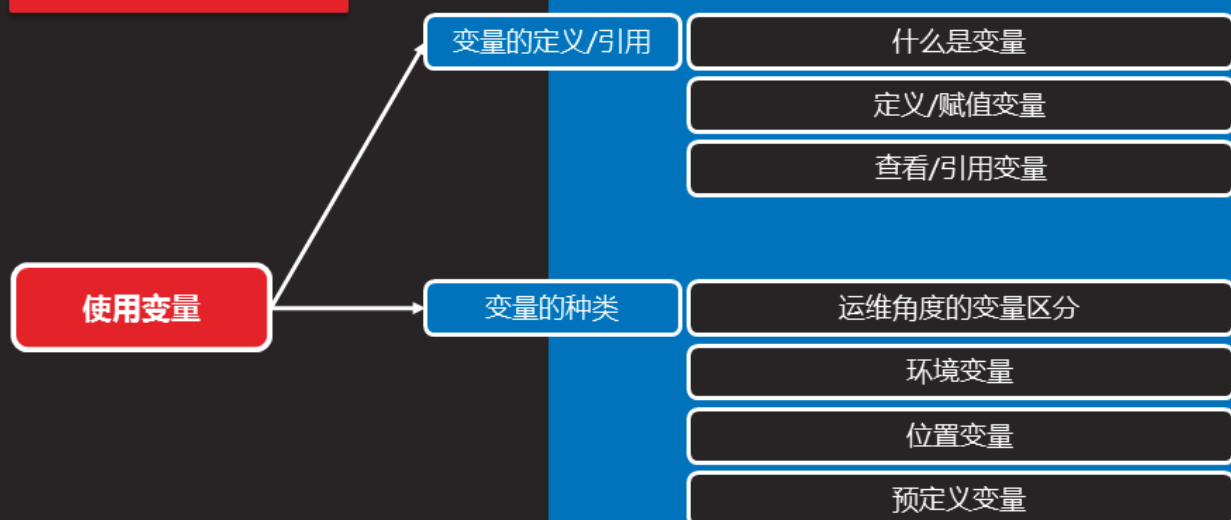 变量的定义/引用
什么是变量
定义/赋值变量
查看/引用变量
使用变量
变量的种类
运维角度的变量区分
环境变量
位置变量
预定义变量